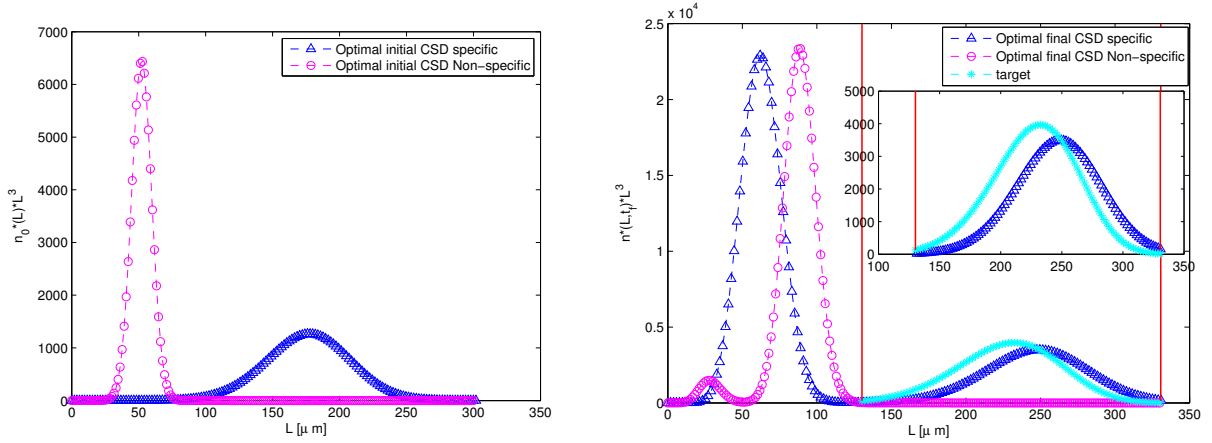 7000
6000
5000
4000
3000
2000
1000
0
n₀*(L)*L³
Optimal initial CSD specific
Optimal initial CSD Non−specific
0 50 100 150 200 250 300 350
L [μ m]
x 10⁴
2.5
2
1.5
1
0.5
0
n*(L,t_f)*L³
Optimal final CSD specific
Optimal final CSD Non−specific
target
5000
4000
3000
2000
1000
0
100 150 200 250 300 350
0 50 100 150 200 250 300 350
L [μ m]